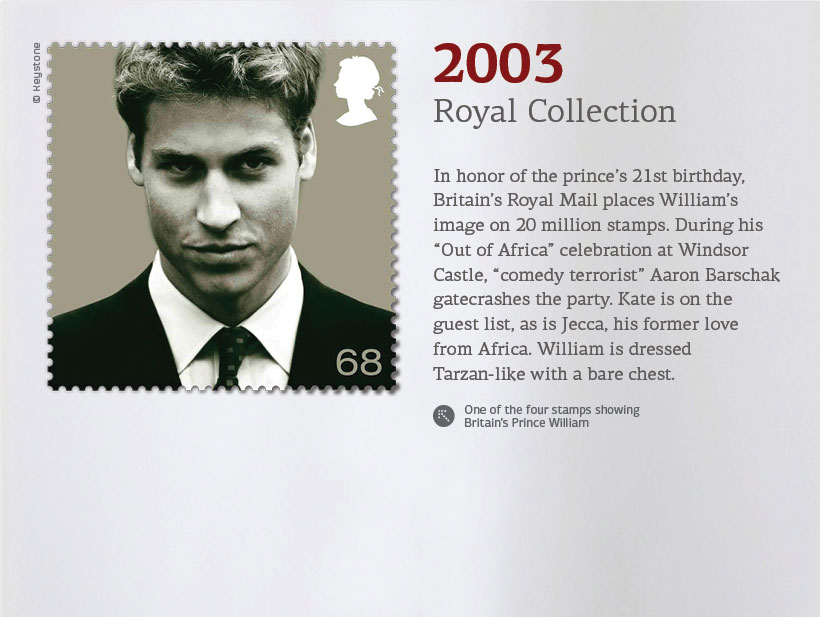 © Keystone
68
2003
Royal Collection
In honor of the prince’s 21st birthday,
Britain’s Royal Mail places William’s
image on 20 million stamps. During his
“Out of Africa” celebration at Windsor
Castle, “comedy terrorist” Aaron Barschak
gatecrashes the party. Kate is on the
guest list, as is Jecca, his former love
from Africa. William is dressed
Tarzan-like with a bare chest.
One of the four stamps showing
Britain’s Prince William